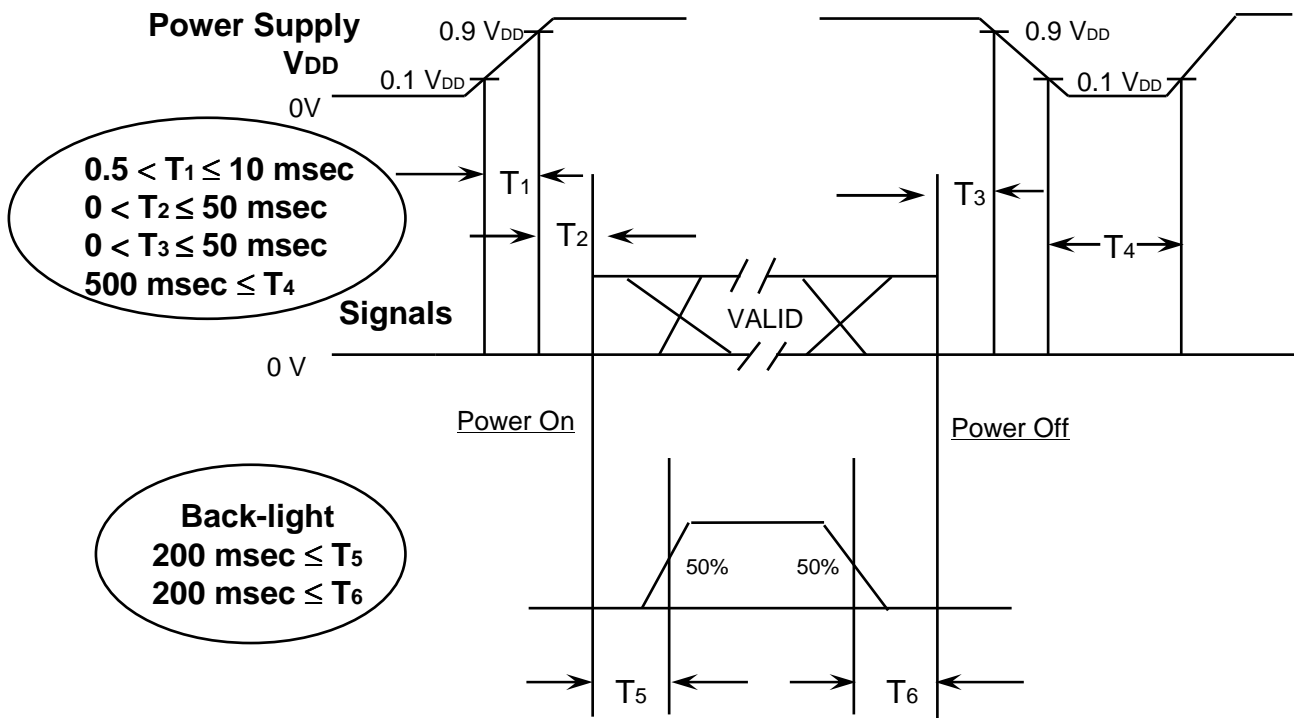 Power Supply
VDD
0.9 VDD
0.1 VDD
0V
0.9 VDD
0.1 VDD
0.5 < T1 ≤ 10 msec
0 < T2 ≤ 50 msec
0 < T3 ≤ 50 msec
500 msec ≤ T4
T1
T2
T3
T4
Signals
VALID
0 V
Power On
Power Off
Back-light
200 msec ≤ T5
200 msec ≤ T6
50%
50%
T5
T6